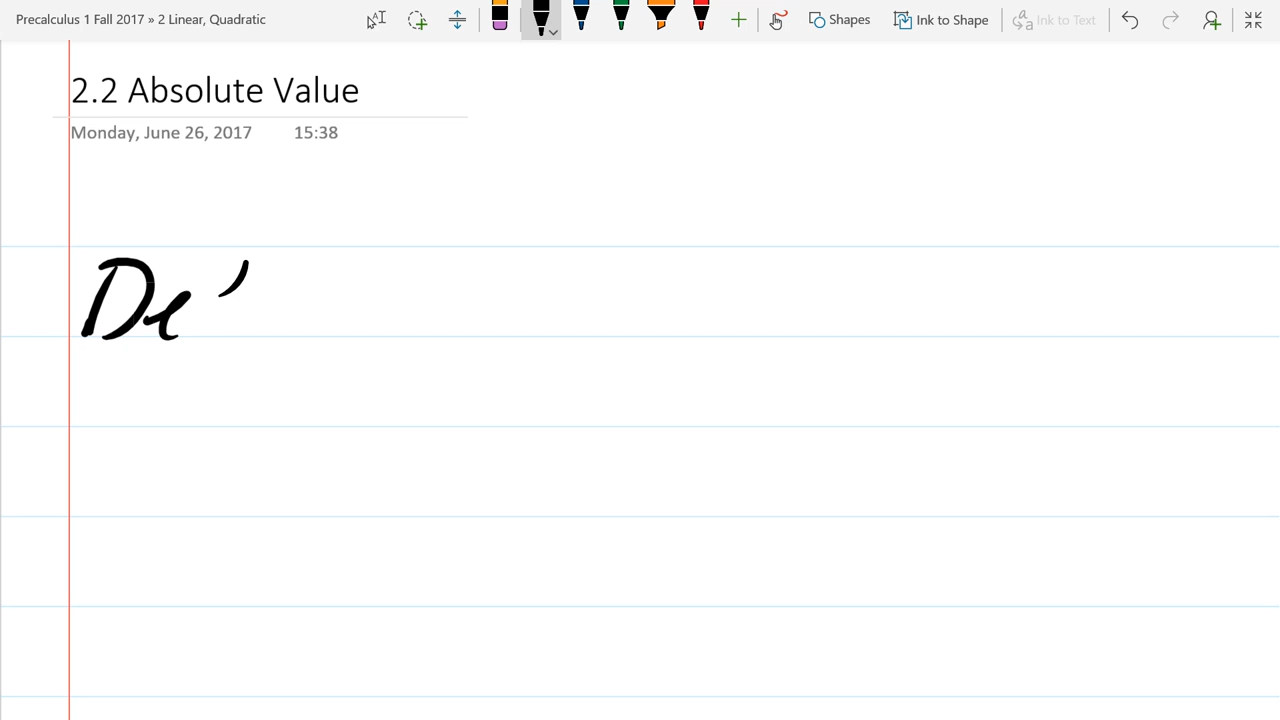 Precalculus 1 Fall 2017 » 2 Linear, Quadratic
Shapes
Ink to Shape
Ink to Text
2.2 Absolute Value
Monday, June 26, 2017 15:38
De